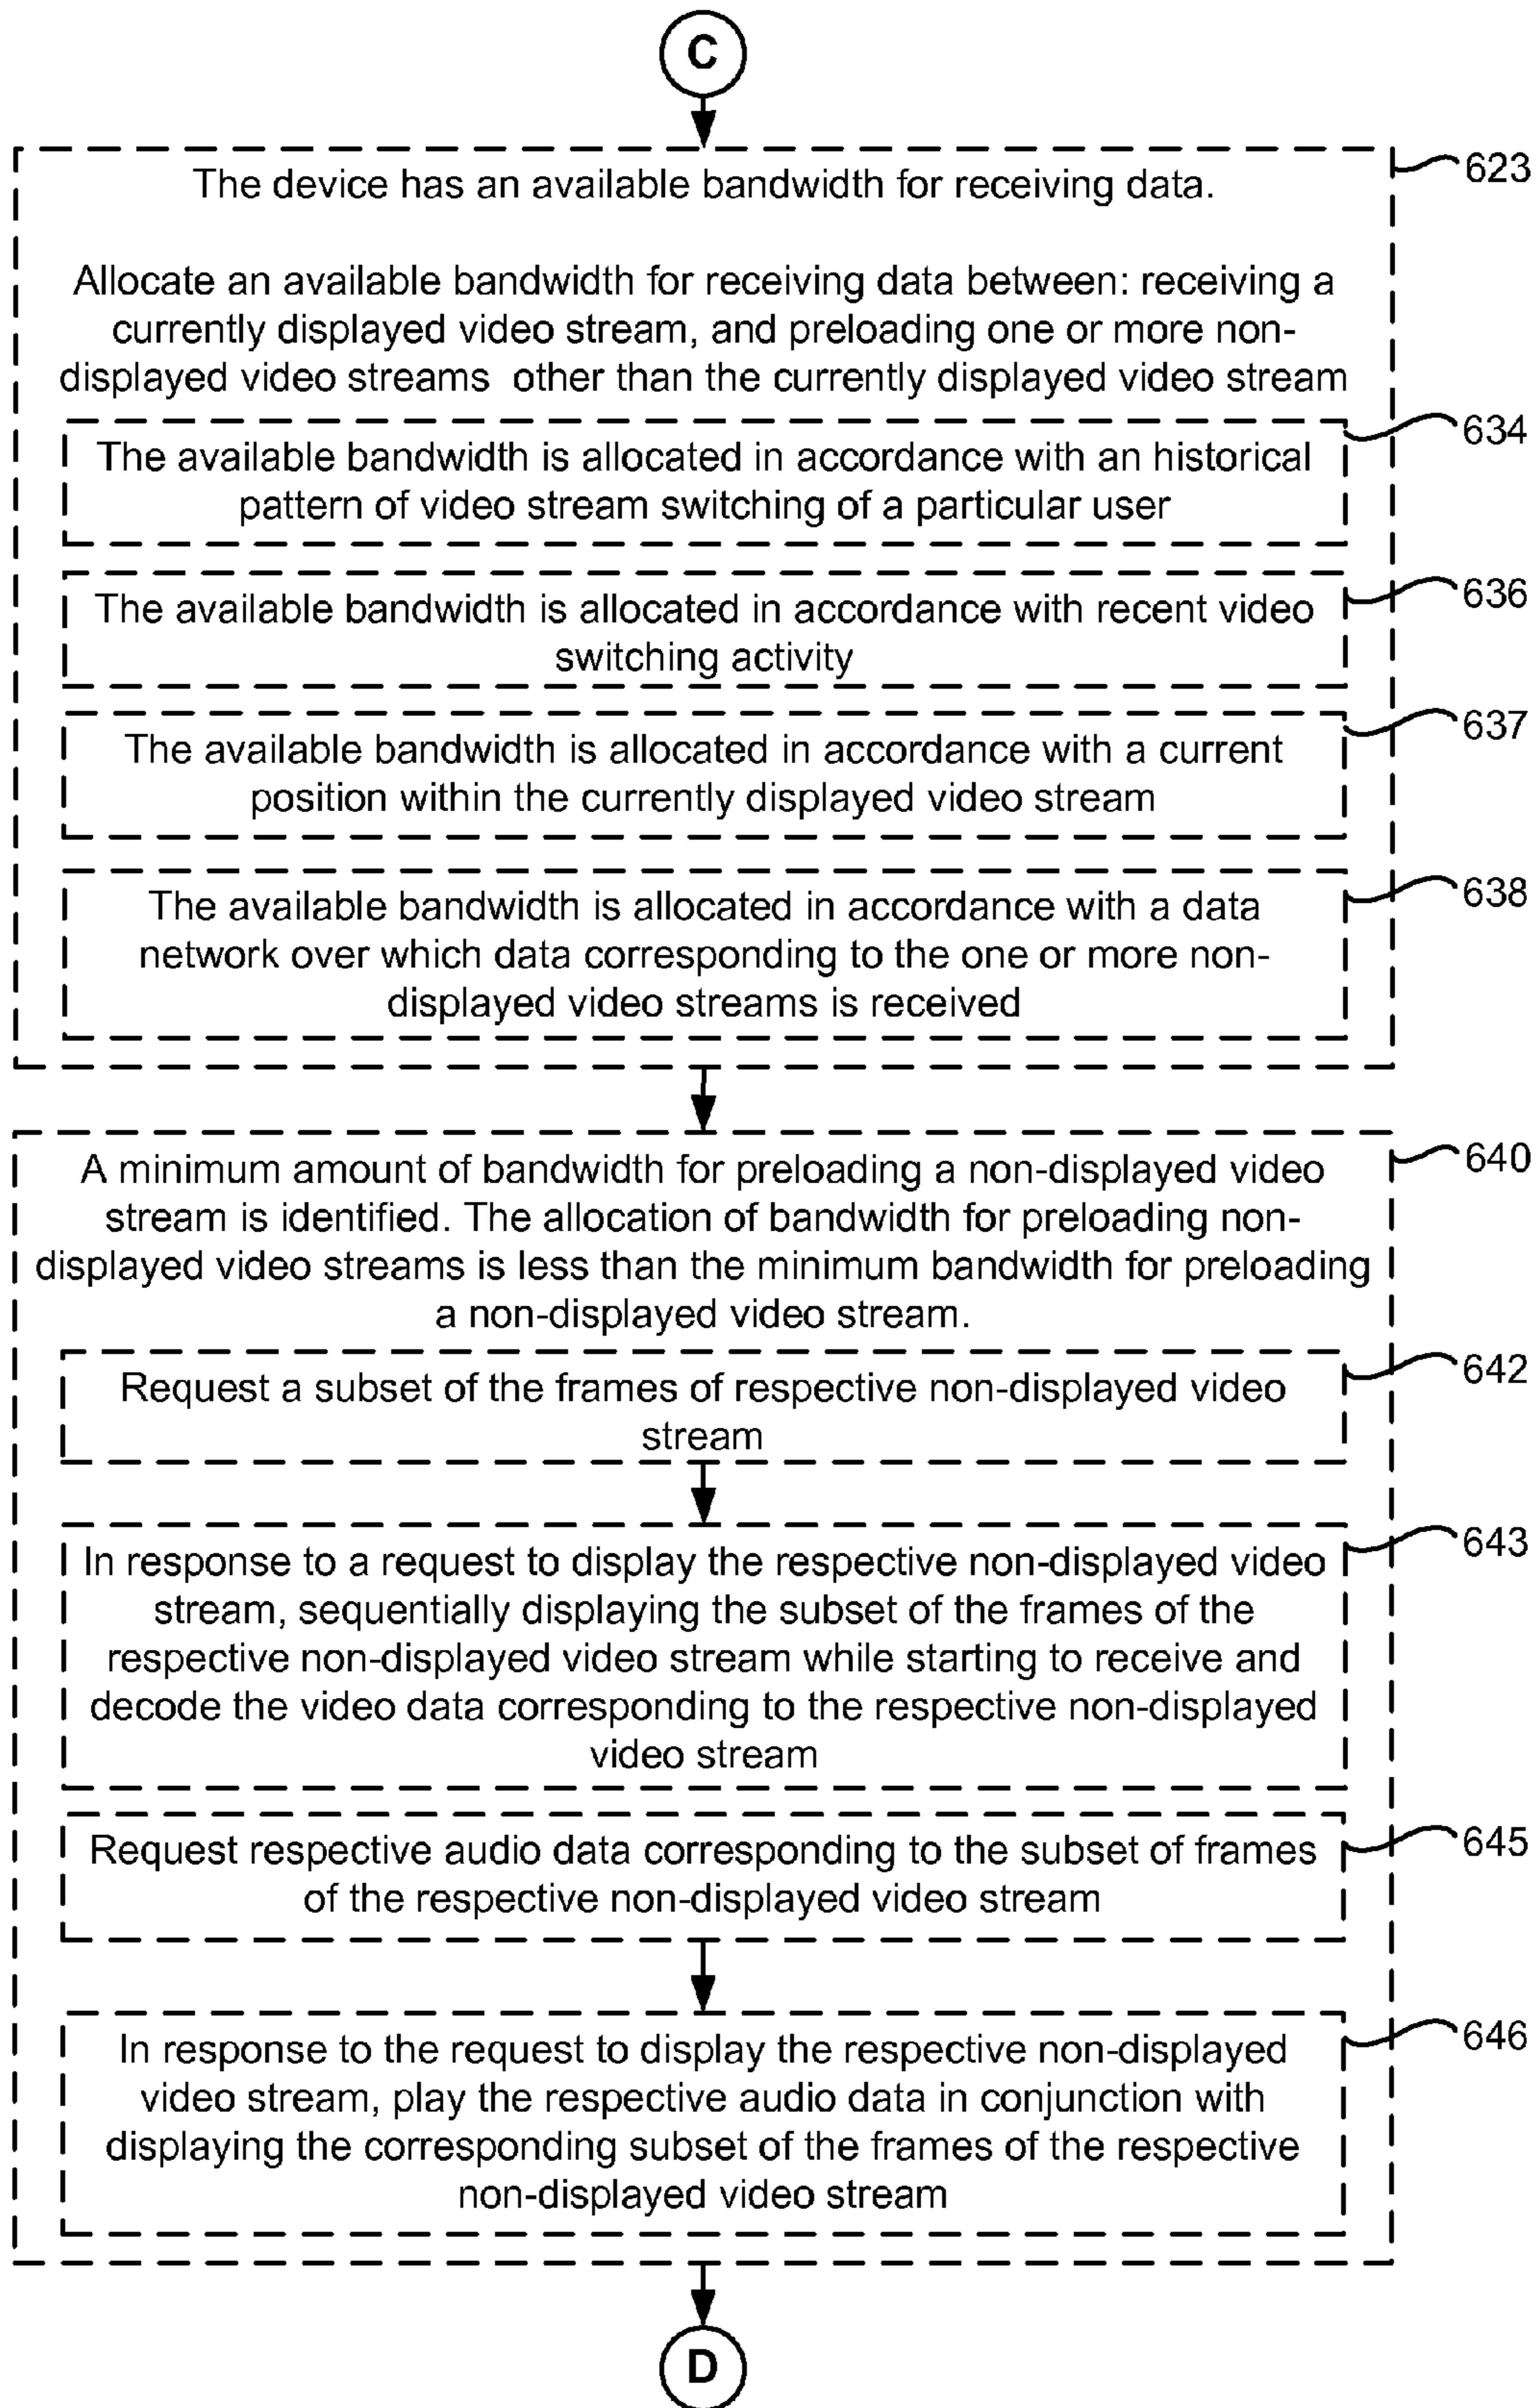 C
623
The device has an available bandwidth for receiving data.
Allocate an available bandwidth for receiving data between: receiving a
currently displayed video stream, and preloading one or more non-
displayed video streams other than the currently displayed video stream
634
The available bandwidth is allocated in accordance with an historical
pattern of video stream switching of a particular user
636
The available bandwidth is allocated in accordance with recent video
switching activity
637
The available bandwidth is allocated in accordance with a current
position within the currently displayed video stream
638
The available bandwidth is allocated in accordance with a data
network over which data corresponding to the one or more non-
displayed video streams is received
640
A minimum amount of bandwidth for preloading a non-displayed video
stream is identified. The allocation of bandwidth for preloading non-
displayed video streams is less than the minimum bandwidth for preloading
a non-displayed video stream.
642
Request a subset of the frames of respective non-displayed video
stream
643
In response to a request to display the respective non-displayed video
stream, sequentially displaying the subset of the frames of the
respective non-displayed video stream while starting to receive and
decode the video data corresponding to the respective non-displayed
video stream
645
Request respective audio data corresponding to the subset of frames
of the respective non-displayed video stream
646
In response to the request to display the respective non-displayed
video stream, play the respective audio data in conjunction with
displaying the corresponding subset of the frames of the respective
non-displayed video stream
D